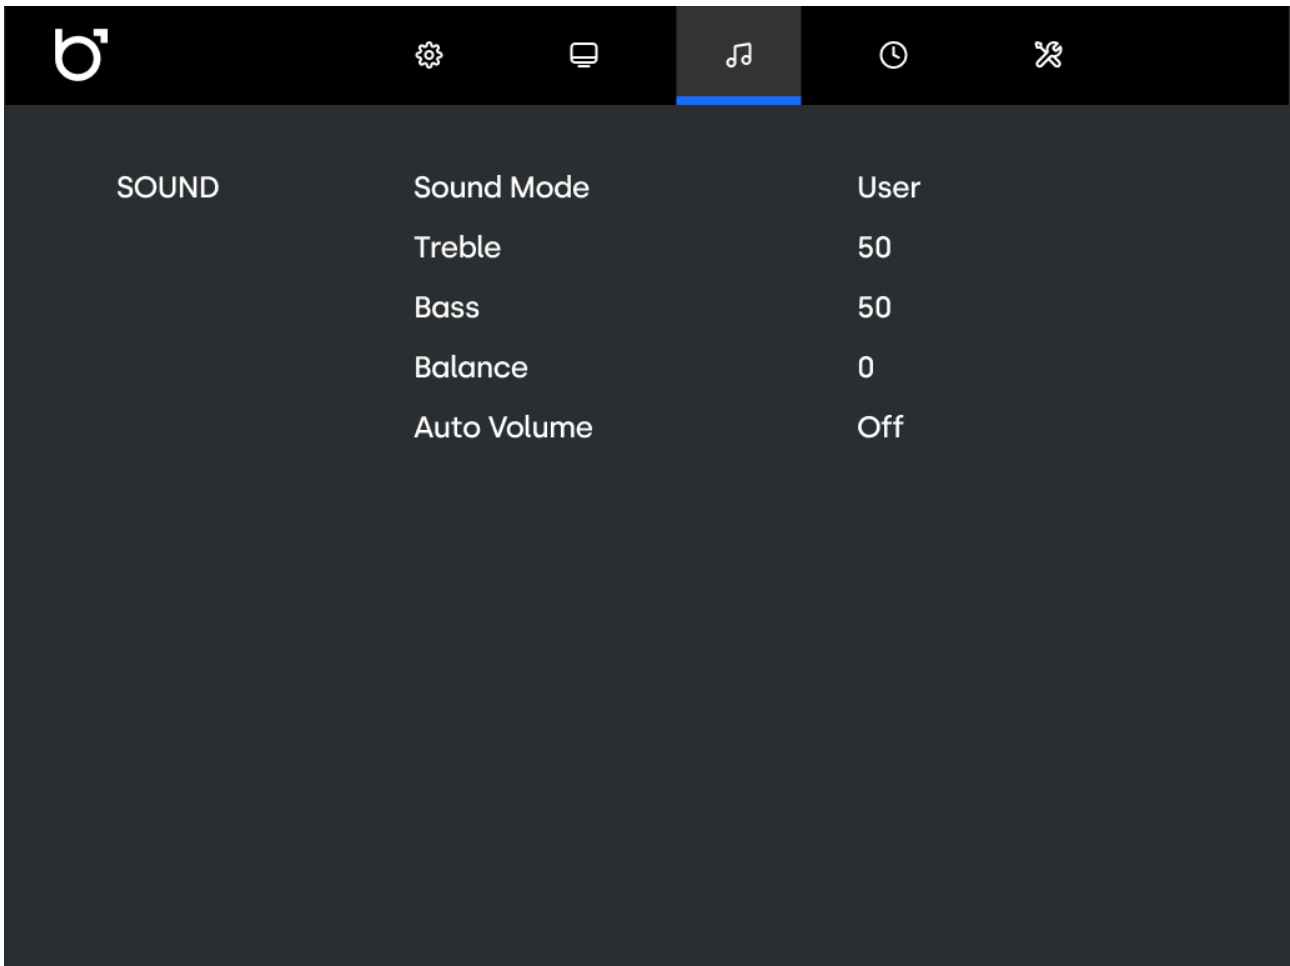 SOUND Sound Mode User
Treble 50
Bass 50
Balance 0
Auto Volume Off